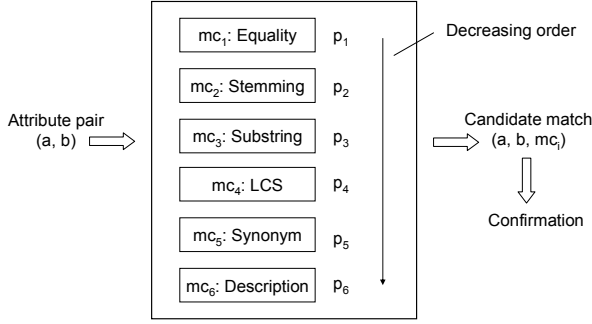 mc₁: Equality p₁
Decreasing order
mc₂: Stemming p₂
Attribute pair
(a, b)
mc₃: Substring p₃
Candidate match
(a, b, mcᵢ)
mc₄: LCS p₄
Confirmation
mc₅: Synonym p₅
mc₆: Description p₆